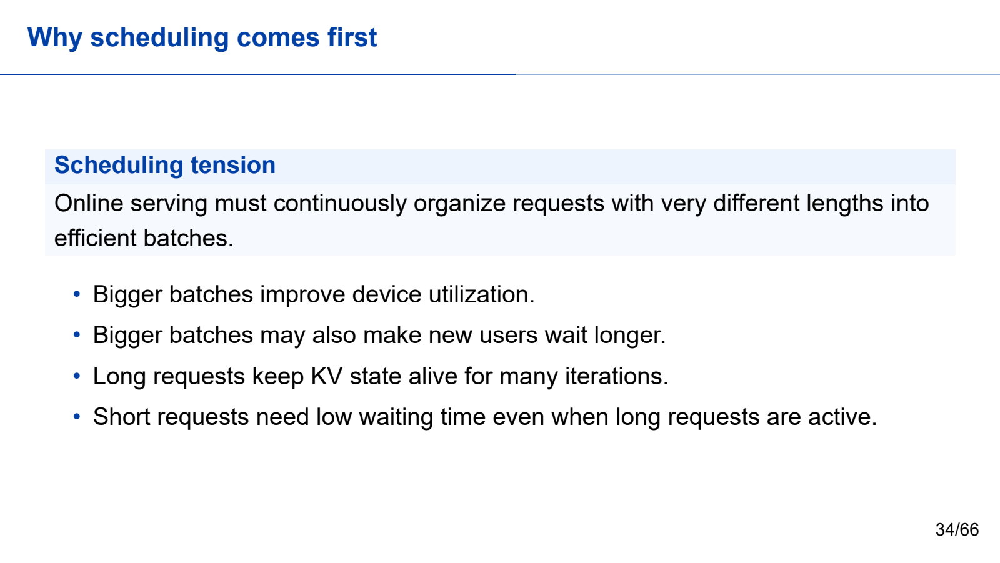 Why scheduling comes first
Scheduling tension
Online serving must continuously organize requests with very different lengths into
efficient batches.
• Bigger batches improve device utilization.
• Bigger batches may also make new users wait longer.
• Long requests keep KV state alive for many iterations.
• Short requests need low waiting time even when long requests are active.
34/66